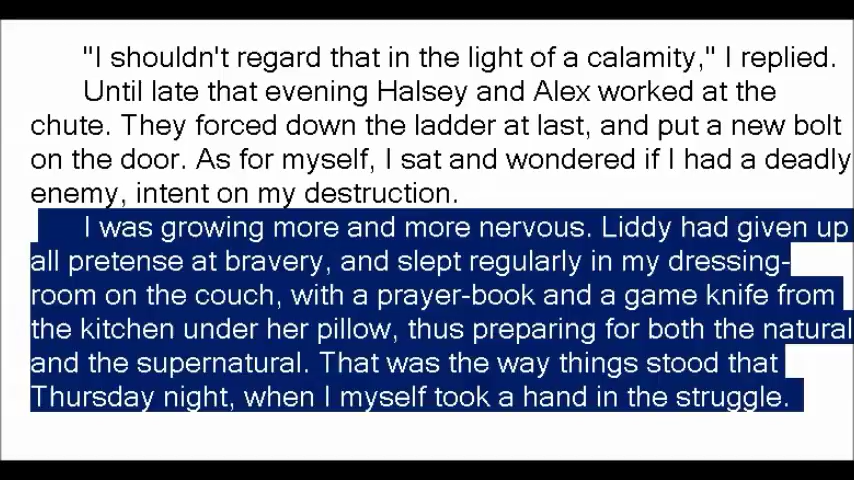 "I shouldn't regard that in the light of a calamity," I replied.
Until late that evening Halsey and Alex worked at the
chute. They forced down the ladder at last, and put a new bolt
on the door. As for myself, I sat and wondered if I had a deadly
enemy, intent on my destruction.
I was growing more and more nervous. Liddy had given up
all pretense at bravery, and slept regularly in my dressing-
room on the couch, with a prayer-book and a game knife from
the kitchen under her pillow, thus preparing for both the natural
and the supernatural. That was the way things stood that
Thursday night, when I myself took a hand in the struggle.